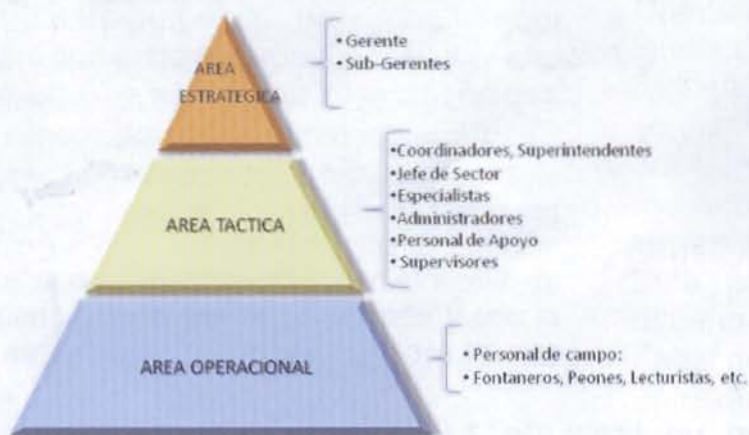 AREA
ESTRATEGICA
• Gerente
• Sub-Gerentes
AREA TACTICA
•Coordinadores, Superintendentes
•Jefe de Sector
•Especialistas
•Administradores
•Personal de Apoyo
• Supervisores
AREA OPERACIONAL
• Personal de campo:
• Fontaneros, Peones, Lecturistas, etc.